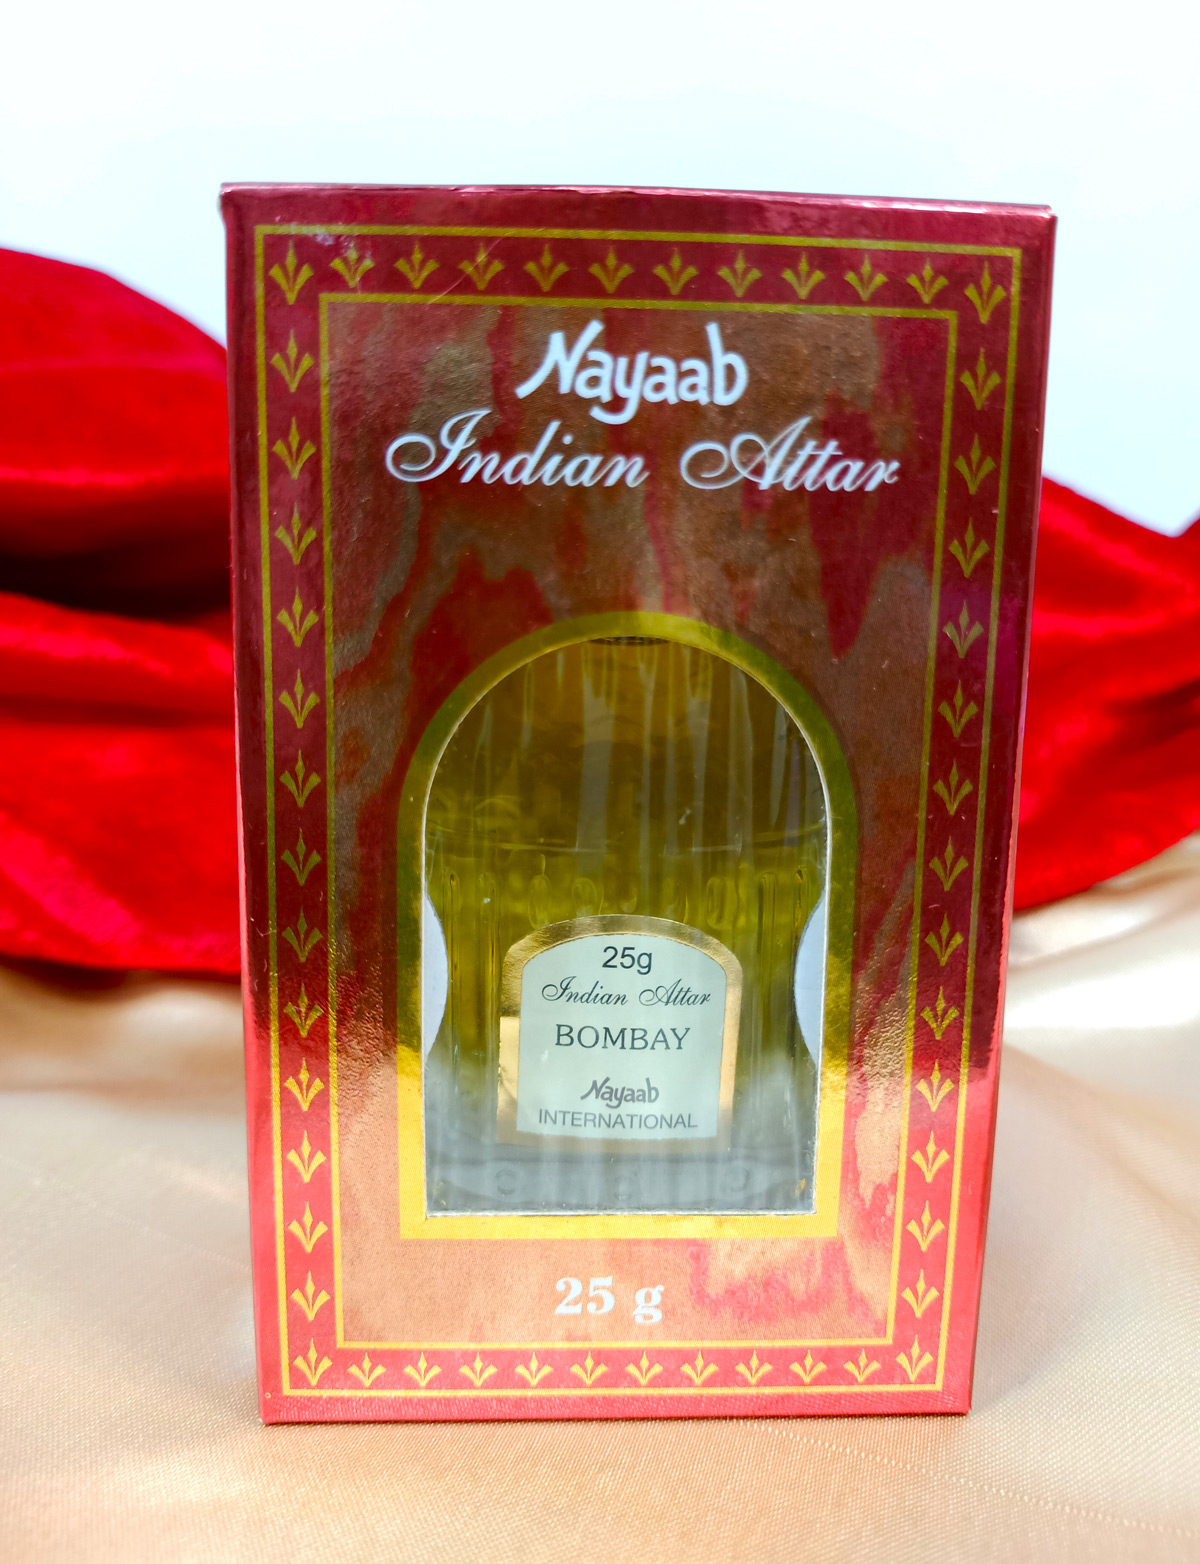 Nayaab
Indian Attar
25g
Indian Attar
BOMBAY
Nayaab
INTERNATIONAL
25 g